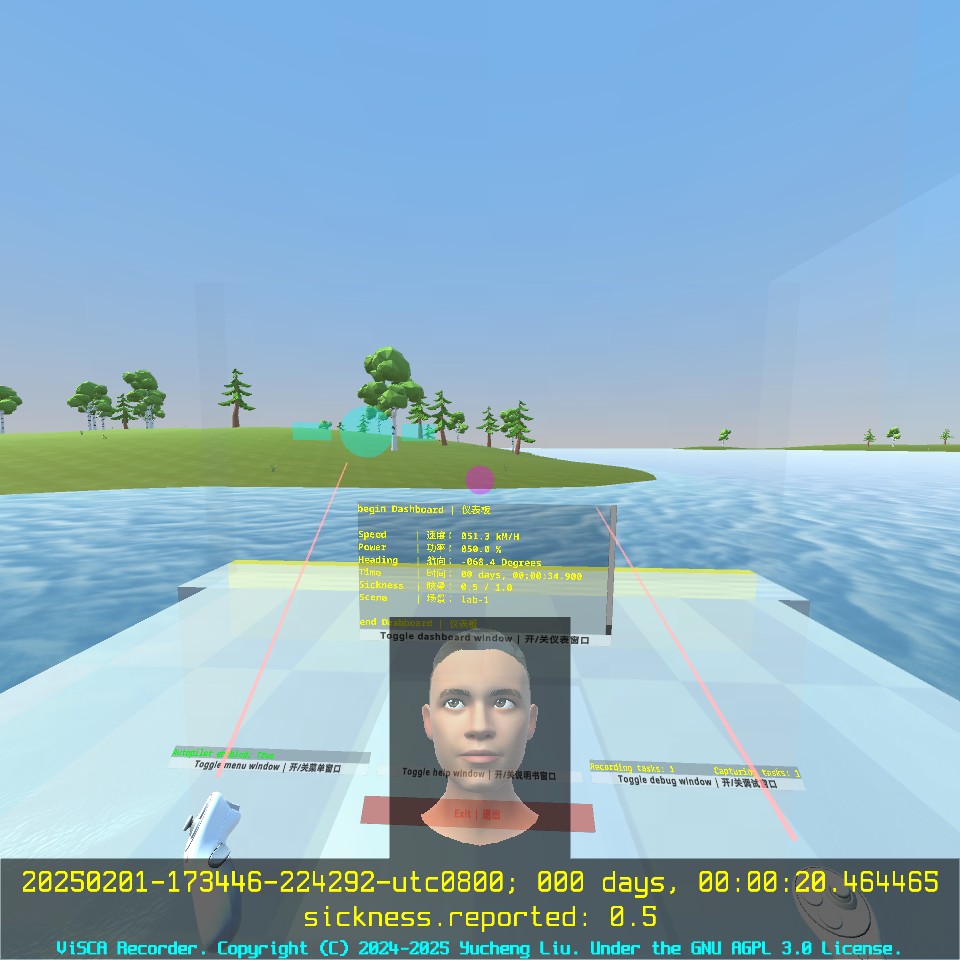 begin Dashboard | 仪表板
Speed | 速度： 051.3 kM/H
Power | 功率： 050.0 %
Heading | 航向： -068.4 Degrees
Time | 时间： 00 days, 00:00:34.900
Sickness | 眩晕： 0.5 / 1.0
Scene | 场景： lab-1
end Dashboard | 仪表板
Toggle dashboard window | 开/关仪表窗口
Autopilot True
Toggle menu window | 开/关菜单窗口
Toggle help window | 开/关说明书窗口
Recording tasks: 1 Capturing tasks: 1
Toggle debug window | 开/关调试窗口
Exit | 退出
20250201-173446-224292-utc0800; 000 days, 00:00:20.464465
sickness.reported: 0.5
ViSCA Recorder. Copyright (C) 2024-2025 Yucheng Liu. Under the GNU AGPL 3.0 License.